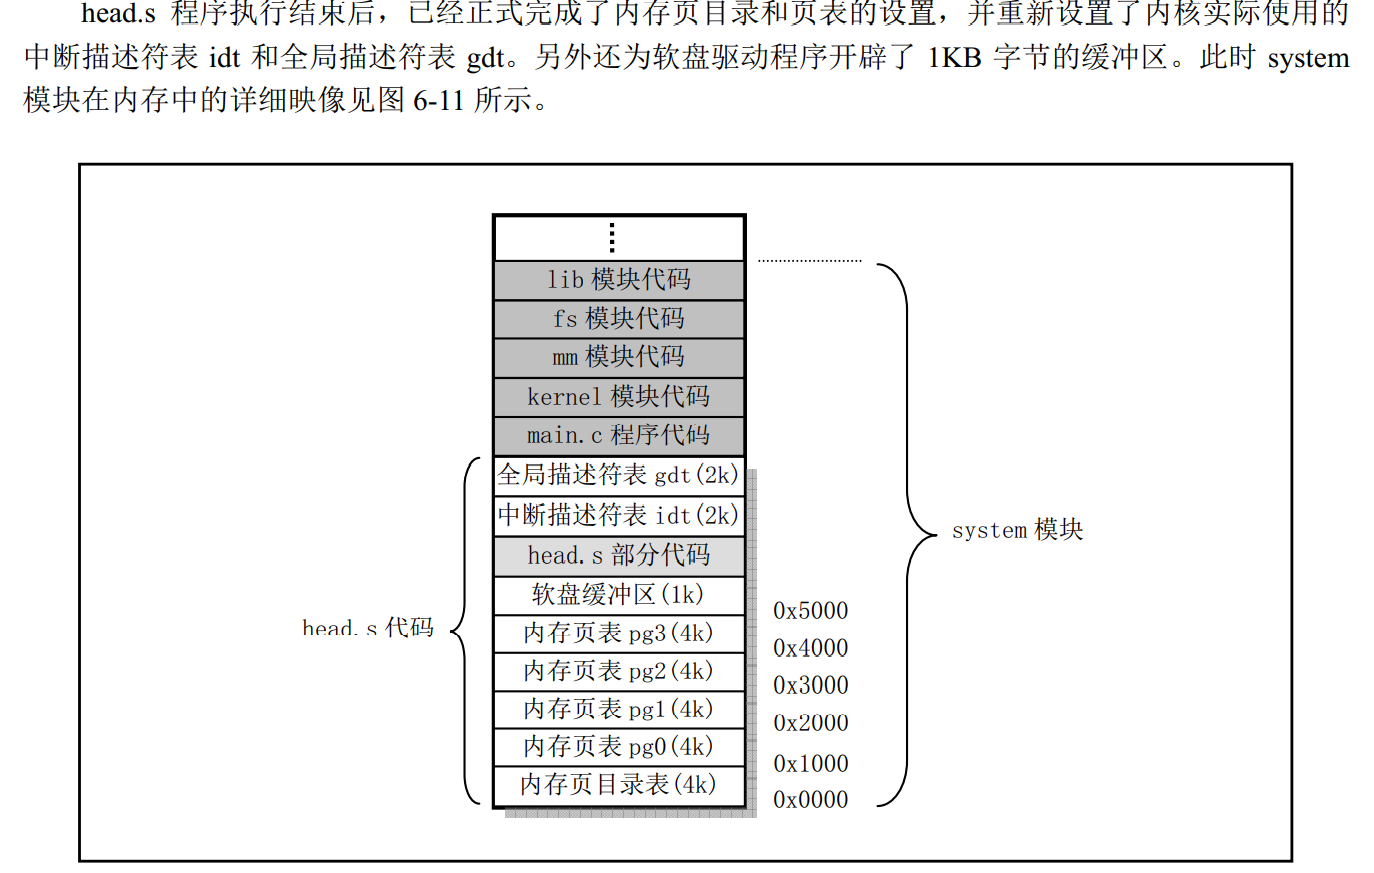 head.s 程序执行结束后，已经正式完成了内存页目录和页表的设置，并重新设置了内核实际使用的
中断描述符表 idt 和全局描述符表 gdt。另外还为软盘驱动程序开辟了 1KB 字节的缓冲区。此时 system
模块在内存中的详细映像见图 6-11 所示。
lib 模块代码
fs 模块代码
mm 模块代码
kernel 模块代码
main.c 程序代码
全局描述符表 gdt(2k)
中断描述符表 idt(2k)
system 模块
head.s 部分代码
软盘缓冲区(1k)
0x5000
head.s 代码
内存页表 pg3(4k)
0x4000
内存页表 pg2(4k)
0x3000
内存页表 pg1(4k)
0x2000
内存页表 pg0(4k)
0x1000
内存页目录表(4k)
0x0000